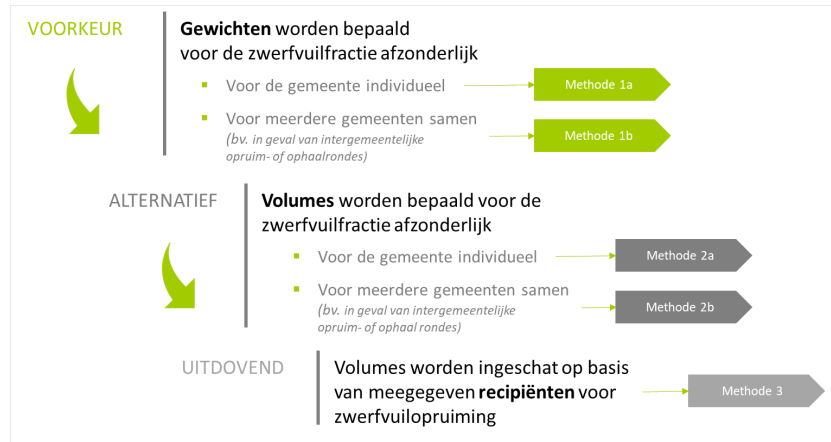 VOORKEUR
Gewichten worden bepaald
voor de zwerfvuilfractie afzonderlijk
▪ Voor de gemeente individueel
Methode 1a
▪ Voor meerdere gemeenten samen
(bv. in geval van intergemeentelijke
opruim- of ophaalrondes)
Methode 1b
ALTERNATIEF
Volumes worden bepaald voor de
zwerfvuilfractie afzonderlijk
▪ Voor de gemeente individueel
Methode 2a
▪ Voor meerdere gemeenten samen
(bv. in geval van intergemeentelijke
opruim- of ophaal rondes)
Methode 2b
UITDOVEND
Volumes worden ingeschat op basis
van meegegeven recipiënten voor
zwerfvuilopruiming
Methode 3